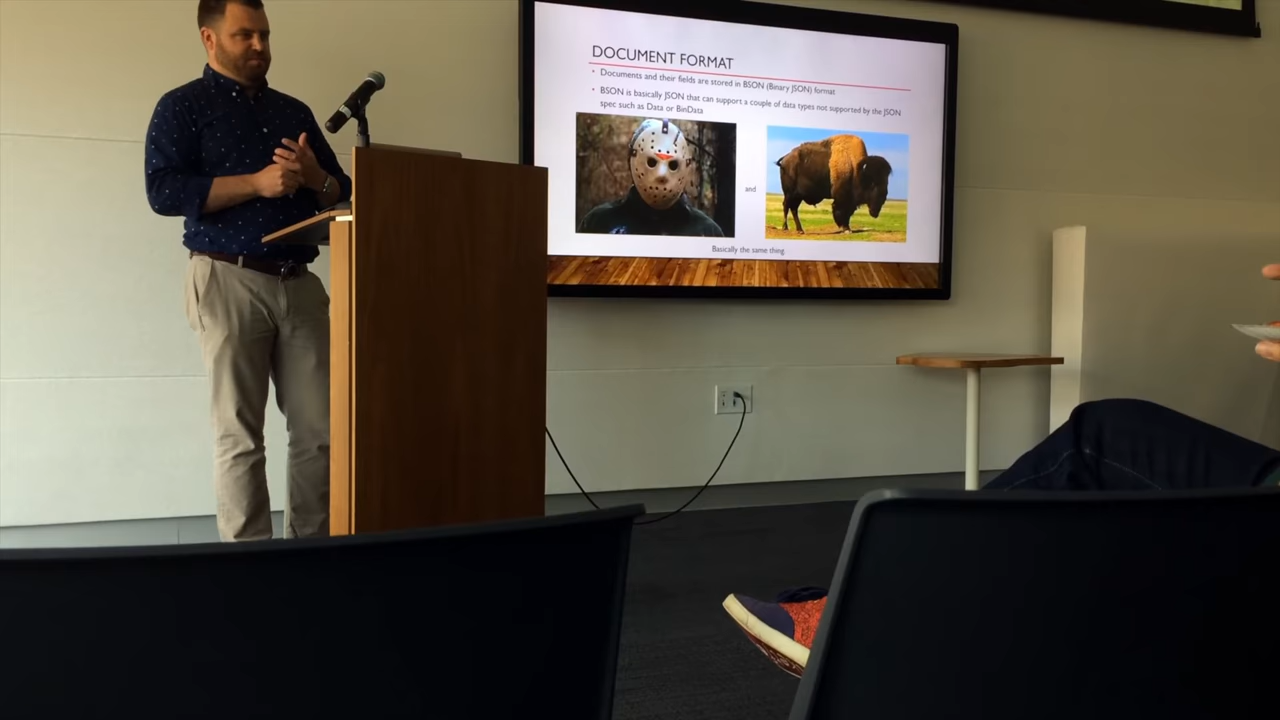 DOCUMENT FORMAT
• Documents and their fields are stored in BSON (Binary JSON) format
• BSON is basically JSON that can support a couple of data types not supported by the JSON
spec such as Data or BinData
and
Basically the same thing.